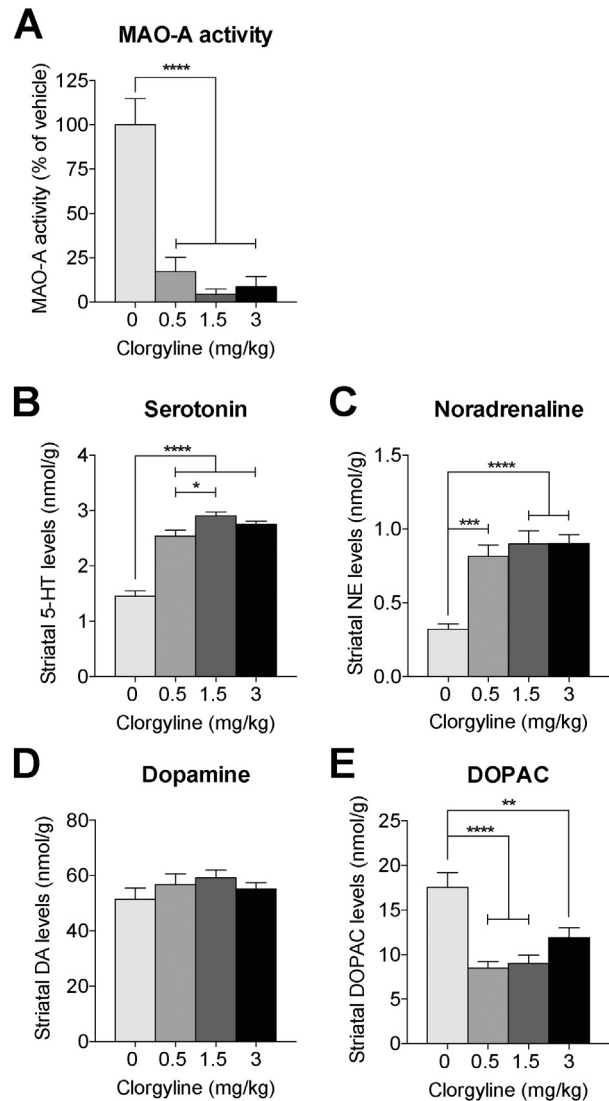 A
MAO-A activity
MAO-A activity (% of vehicle)
125
100
75
50
25
0
****
0 0.5 1.5 3
Clorgyline (mg/kg)
B
Serotonin
Striatal 5-HT levels (nmol/g)
4
3
2
1
0
****
*
0 0.5 1.5 3
Clorgyline (mg/kg)
C
Noradrenaline
Striatal NE levels (nmol/g)
1.5
1.0
0.5
0.0
****
***
0 0.5 1.5 3
Clorgyline (mg/kg)
D
Dopamine
Striatal DA levels (nmol/g)
80
60
40
20
0
0 0.5 1.5 3
Clorgyline (mg/kg)
E
DOPAC
Striatal DOPAC levels (nmol/g)
25
20
15
10
5
0
**
****
0 0.5 1.5 3
Clorgyline (mg/kg)